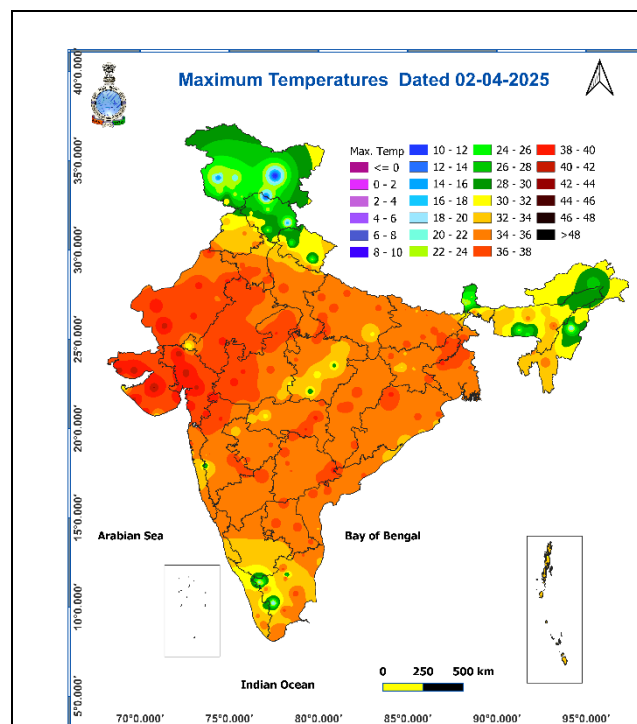 Maximum Temperatures Dated 02-04-2025
Max. Temp
<= 0
0 - 2
2 - 4
4 - 6
6 - 8
8 - 10
10 - 12
12 - 14
14 - 16
16 - 18
18 - 20
20 - 22
22 - 24
24 - 26
26 - 28
28 - 30
30 - 32
32 - 34
34 - 36
36 - 38
38 - 40
40 - 42
42 - 44
44 - 46
46 - 48
>48
40°0.000'
35°0.000'
30°0.000'
25°0.000'
20°0.000'
15°0.000'
10°0.000'
5°0.000'
Arabian Sea
Bay of Bengal
Indian Ocean
0 250 500 km
70°0.000' 75°0.000' 80°0.000' 85°0.000' 90°0.000' 95°0.000'